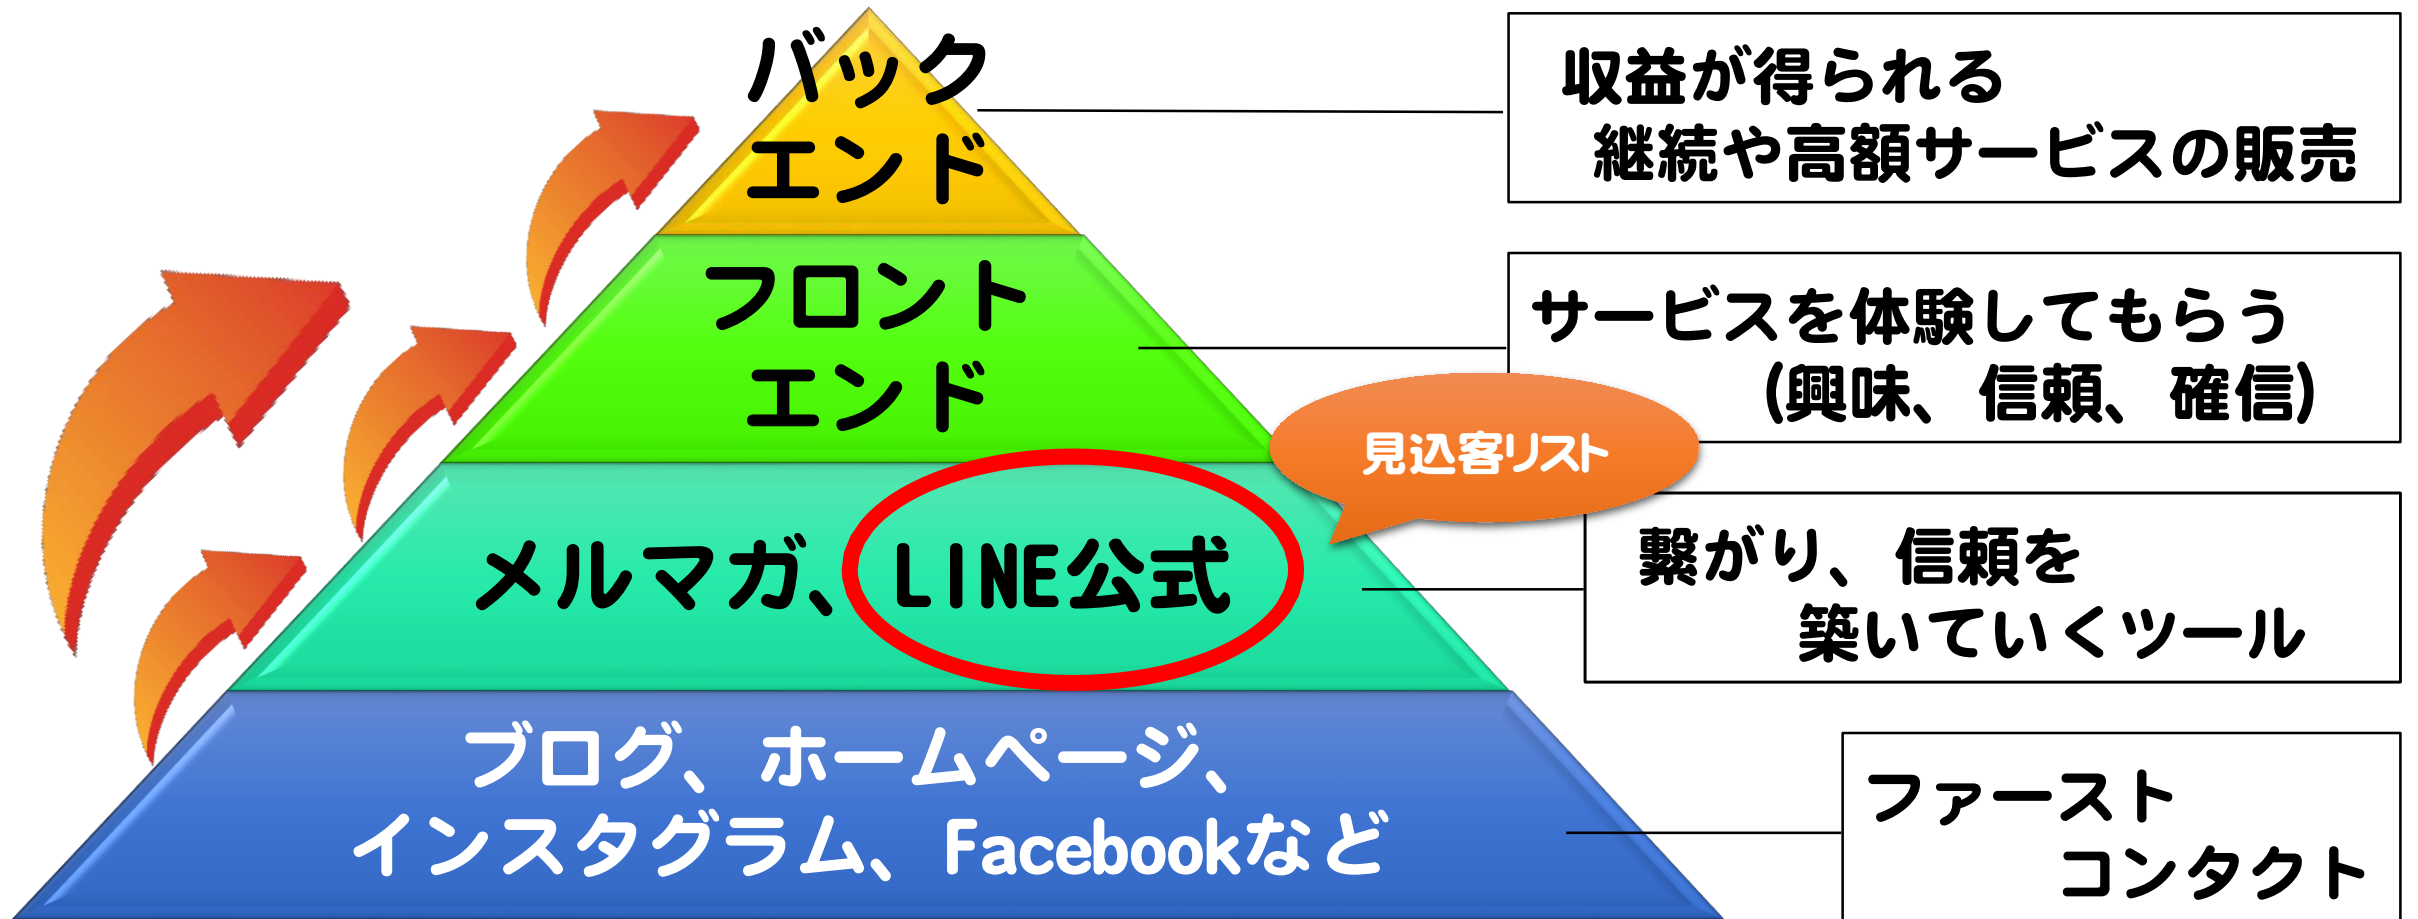 バック
エンド
収益が得られる
継続や高額サービスの販売
フロント
エンド
サービスを体験してもらう
(興味、信頼、確信)
見込客リスト
メルマガ、LINE公式
繋がり、信頼を
築いていくツール
ブログ、ホームページ、
インスタグラム、Facebookなど
ファースト
コンタクト